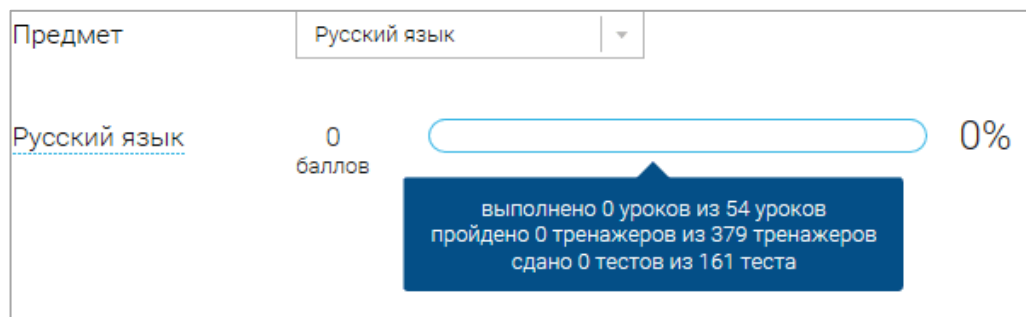 Предмет
Русский язык
Русский язык
0
баллов
0%
выполнено 0 уроков из 54 уроков
пройдено 0 тренажеров из 379 тренажеров
сдано 0 тестов из 161 теста